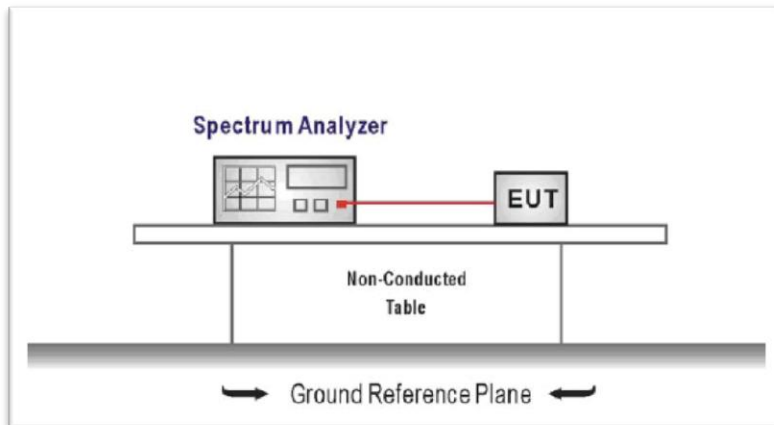 Spectrum Analyzer
EUT
Non-Conducted
Table
Ground Reference Plane